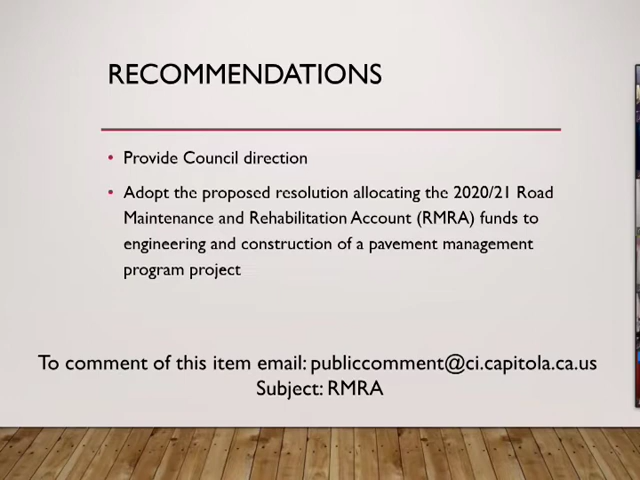 RECOMMENDATIONS
• Provide Council direction
• Adopt the proposed resolution allocating the 2020/21 Road
Maintenance and Rehabilitation Account (RMRA) funds to
engineering and construction of a pavement management
program project
To comment of this item email: publiccomment@ci.capitola.ca.us
Subject: RMRA